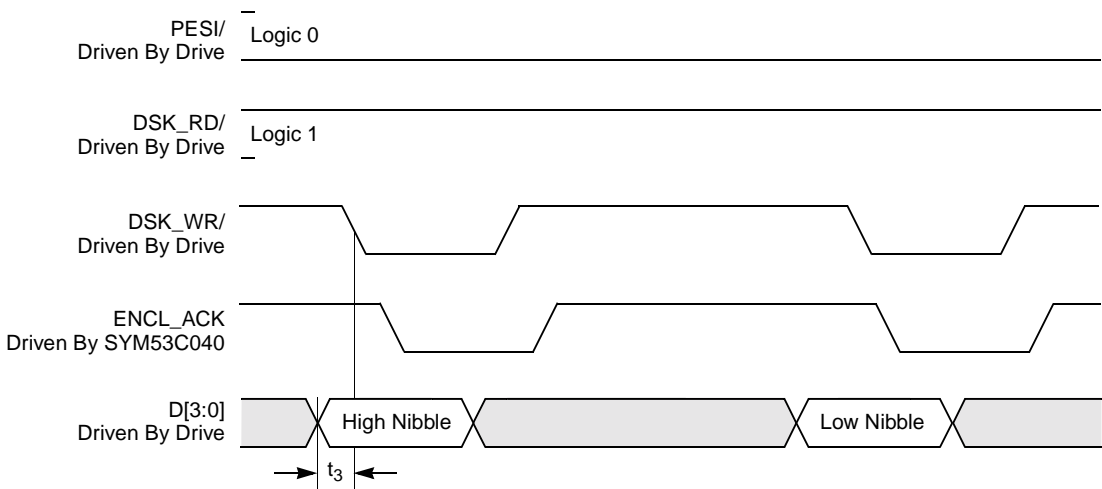 PESI/
Driven By Drive
Logic 0
DSK_RD/
Driven By Drive
Logic 1
DSK_WR/
Driven By Drive
ENCL_ACK
Driven By SYM53C040
D[3:0]
Driven By Drive
High Nibble
Low Nibble
t3